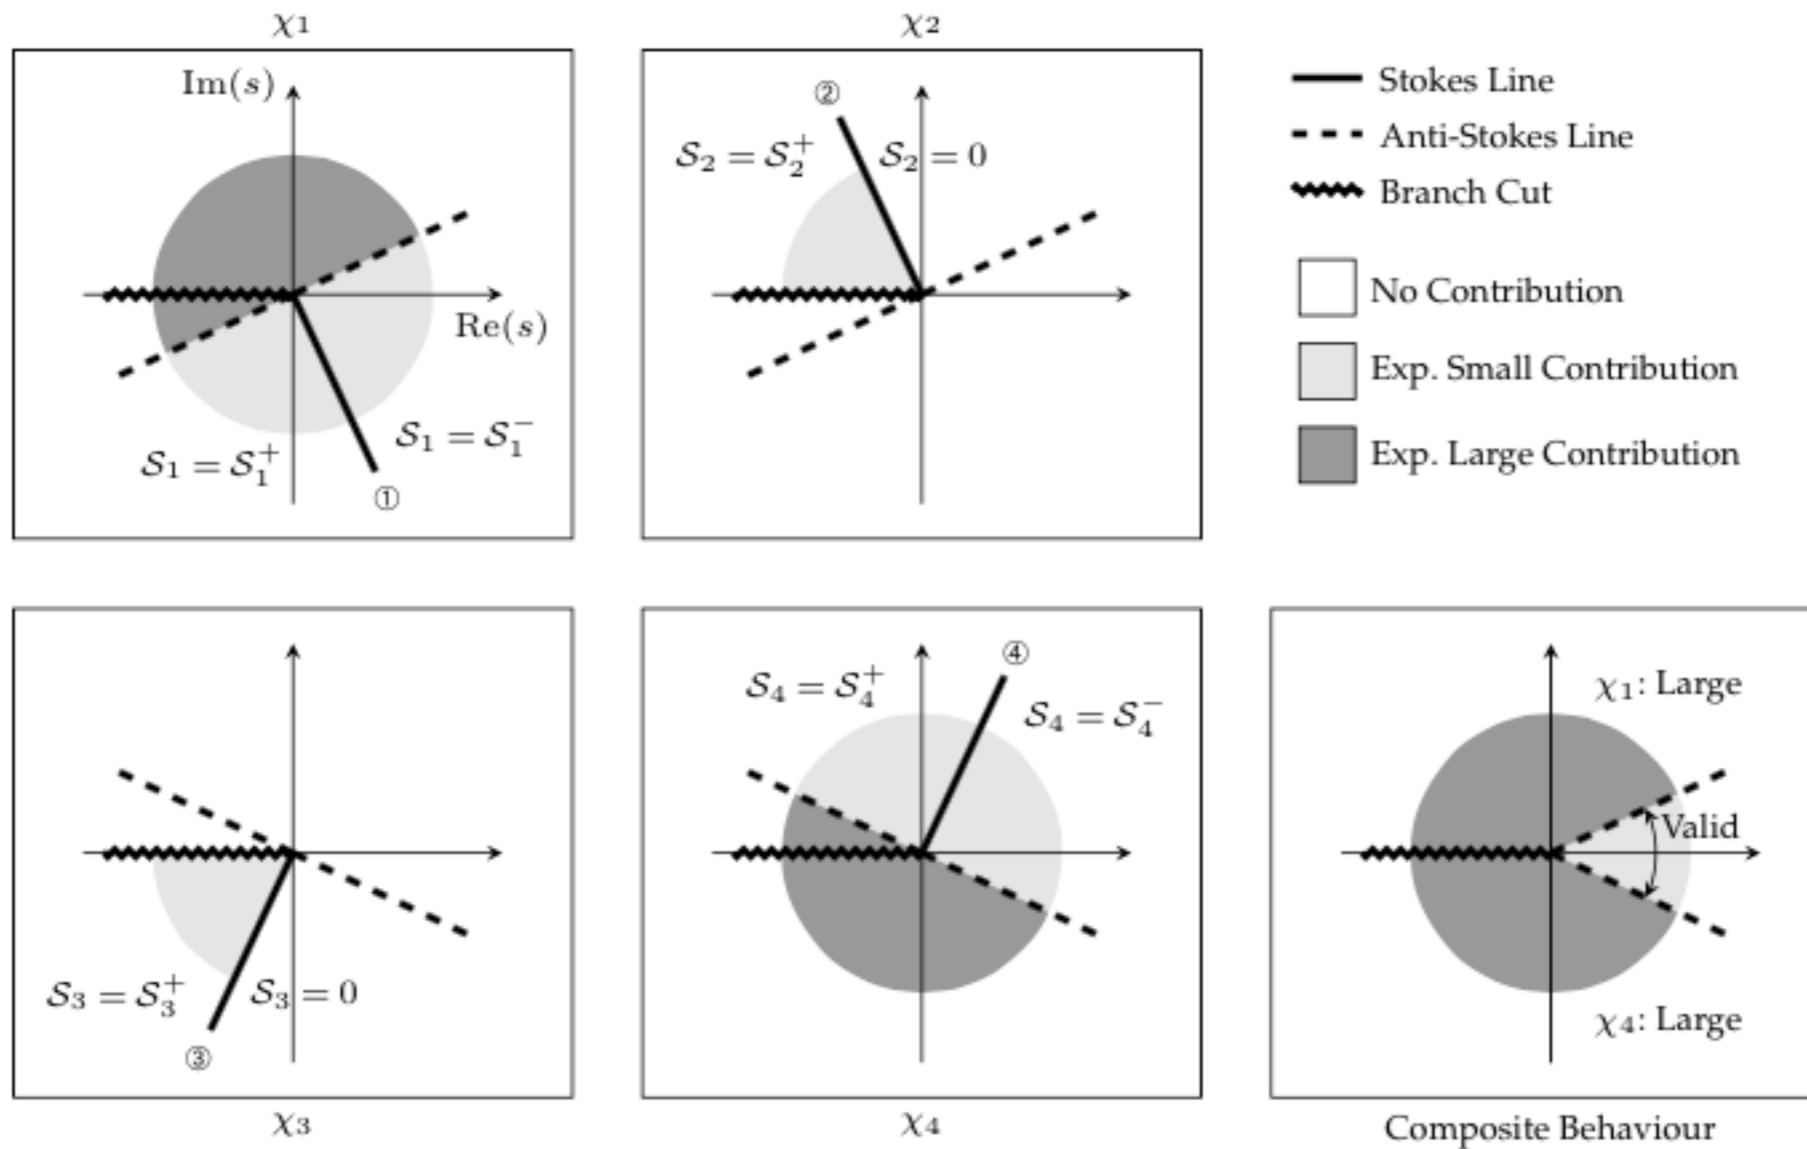 χ1
Im(s)
Re(s)
S1 = S1^+
S1 = S1^-
①
χ2
②
S2 = S2^+
S2 = 0
Stokes Line
Anti-Stokes Line
Branch Cut
No Contribution
Exp. Small Contribution
Exp. Large Contribution
S3 = S3^+
S3 = 0
③
χ3
④
S4 = S4^+
S4 = S4^-
χ4
χ1: Large
Valid
χ4: Large
Composite Behaviour